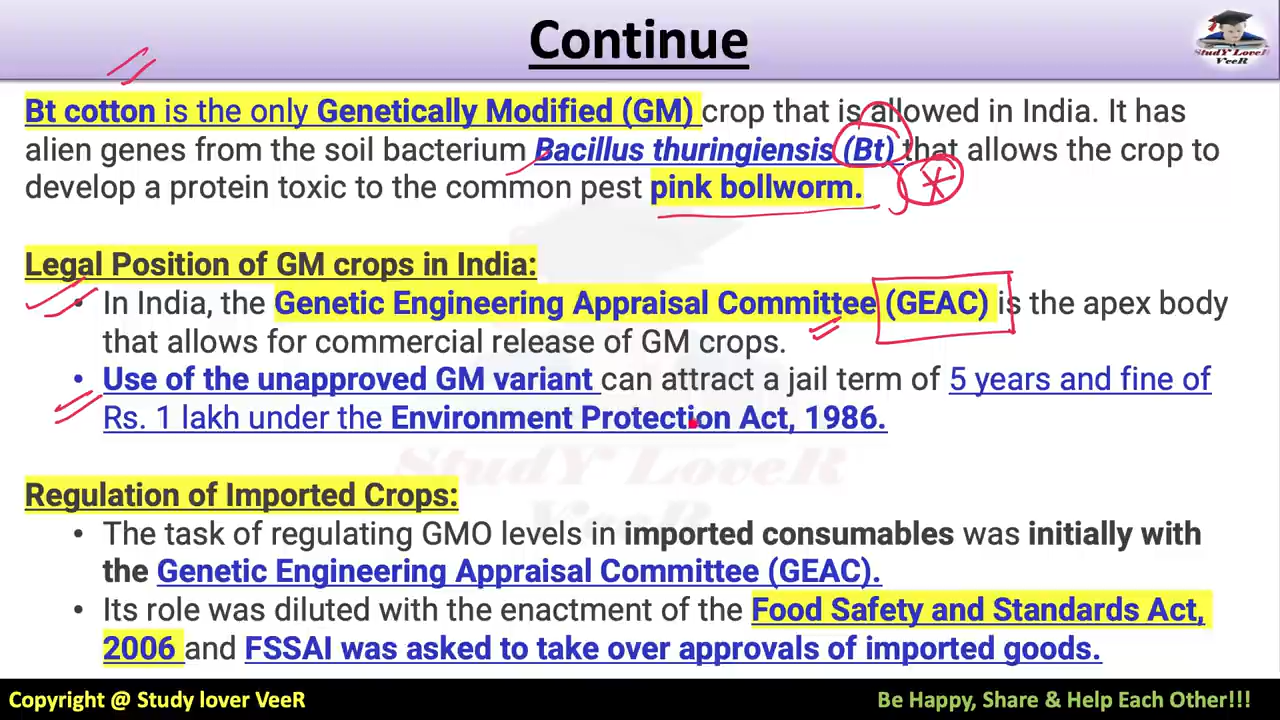 Continue
StudY LoveR
VeeR
Bt cotton is the only Genetically Modified (GM) crop that is allowed in India. It has
alien genes from the soil bacterium Bacillus thuringiensis (Bt) that allows the crop to
develop a protein toxic to the common pest pink bollworm.
Legal Position of GM crops in India:
• In India, the Genetic Engineering Appraisal Committee (GEAC) is the apex body
that allows for commercial release of GM crops.
• Use of the unapproved GM variant can attract a jail term of 5 years and fine of
Rs. 1 lakh under the Environment Protection Act, 1986.
StudY LoveR
VeeR
Regulation of Imported Crops:
• The task of regulating GMO levels in imported consumables was initially with
the Genetic Engineering Appraisal Committee (GEAC).
• Its role was diluted with the enactment of the Food Safety and Standards Act,
2006 and FSSAI was asked to take over approvals of imported goods.
Copyright @ Study lover VeeR
Be Happy, Share & Help Each Other!!!